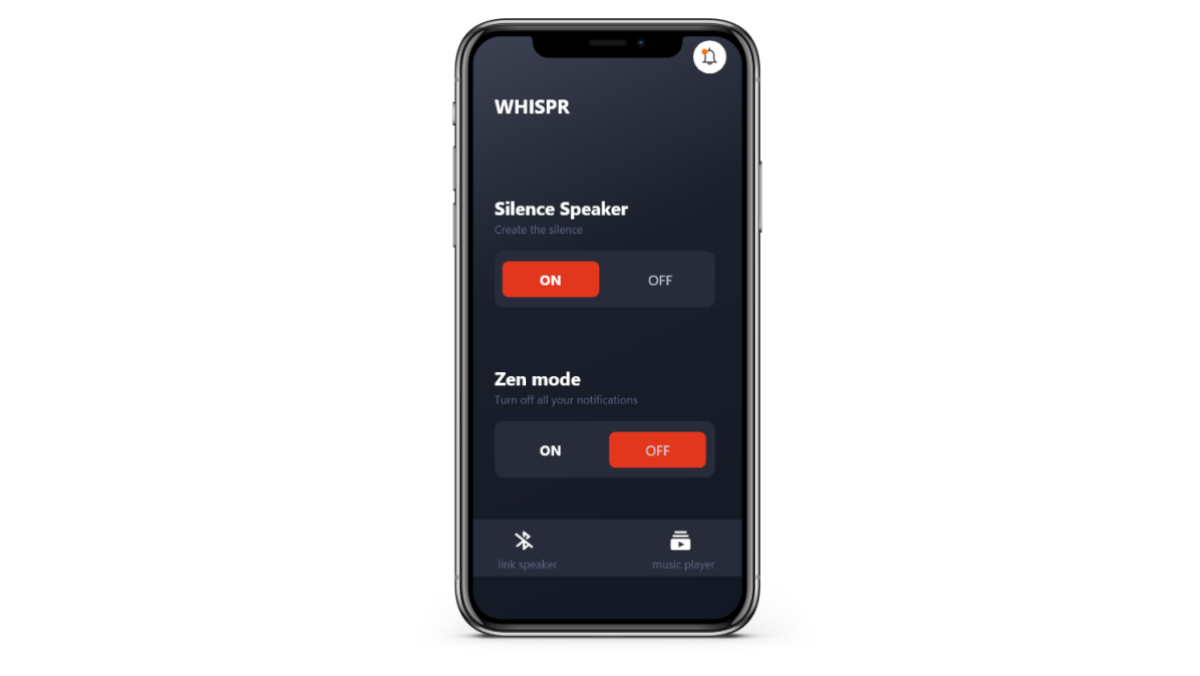 WHISPR
Silence Speaker
Create the silence
ON OFF
Zen mode
Turn off all your notifications
ON OFF
link speaker music player